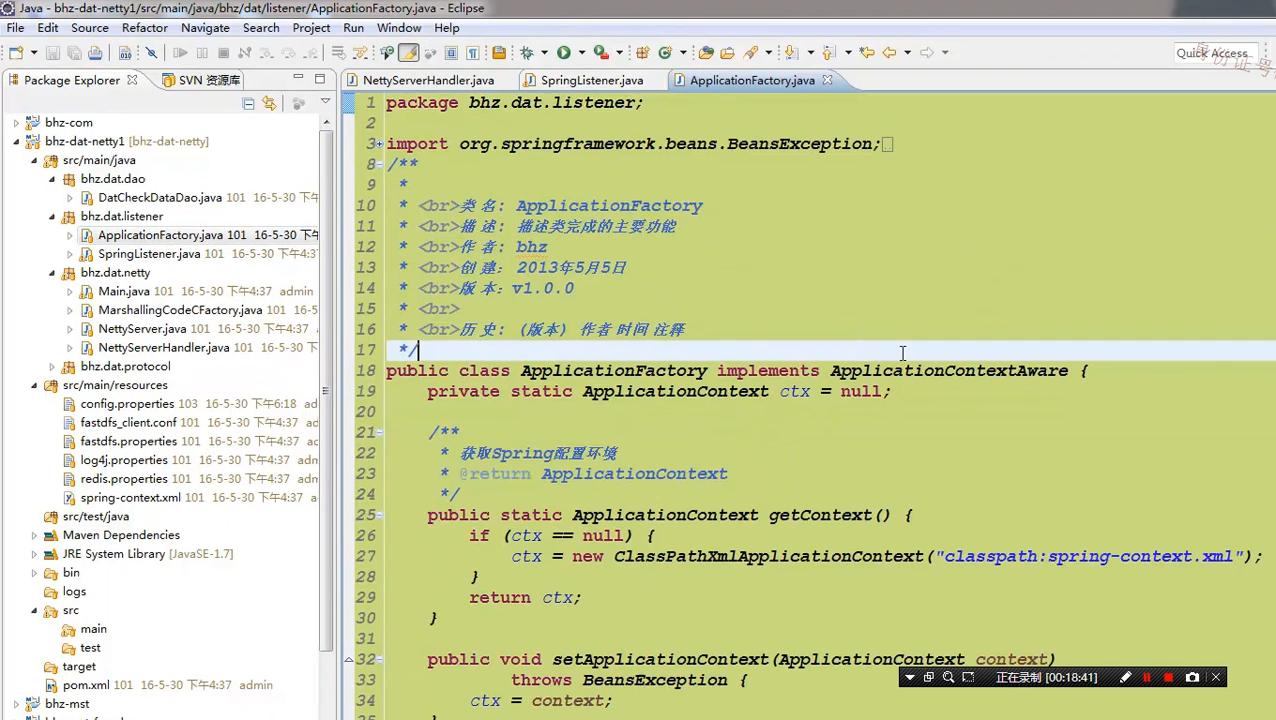 Java - bhz-dat-netty1/src/main/java/bhz/dat/listener/ApplicationFactory.java - Eclipse
File Edit Source Refactor Navigate Search Project Run Window Help
Quick Access
份证号
Package Explorer SVN 资源库
bhz-com
bhz-dat-netty1 [bhz-dat-netty]
src/main/java
bhz.dat.dao
DatCheckDataDao.java 101 16-5-30 下午
bhz.dat.listener
ApplicationFactory.java 101 16-5-30 下午
SpringListener.java 101 16-5-30 下午4:
bhz.dat.netty
Main.java 101 16-5-30 下午4:37 admin
MarshallingCodeCFactory.java 101 16-5
NettyServer.java 101 16-5-30 下午4:37
NettyServerHandler.java 101 16-5-30 下
bhz.dat.protocol
src/main/resources
config.properties 103 16-5-30 下午6:18
fastdfs_client.conf 101 16-5-30 下午4:37
fastdfs.properties 101 16-5-30 下午4:37
log4j.properties 101 16-5-30 下午4:37
redis.properties 101 16-5-30 下午4:37
spring-context.xml 101 16-5-30 下午4:37
src/test/java
Maven Dependencies
JRE System Library [JavaSE-1.7]
bin
logs
src
main
test
target
pom.xml 101 16-5-30 下午4:37 admin
bhz-mst
NettyServerHandler.java SpringListener.java ApplicationFactory.java
1 package bhz.dat.listener;
2
3 import org.springframework.beans.BeansException;
8 /**
9 *
10 * <br>类 名: ApplicationFactory
11 * <br>描 述: 描述类完成的主要功能
12 * <br>作 者: bhz
13 * <br>创 建: 2013年5月5日
14 * <br>版 本: v1.0.0
15 * <br>
16 * <br>历 史: (版本) 作者 时间 注释
17 */
18 public class ApplicationFactory implements ApplicationContextAware {
19 private static ApplicationContext ctx = null;
20
21 /**
22 * 获取Spring配置环境
23 * @return ApplicationContext
24 */
25 public static ApplicationContext getContext() {
26 if (ctx == null) {
27 ctx = new ClassPathXmlApplicationContext("classpath:spring-context.xml");
28 }
29 return ctx;
30 }
31
32 public void setApplicationContext(ApplicationContext context)
33 throws BeansException {
34 ctx = context;
正在录制 [00:18:41]